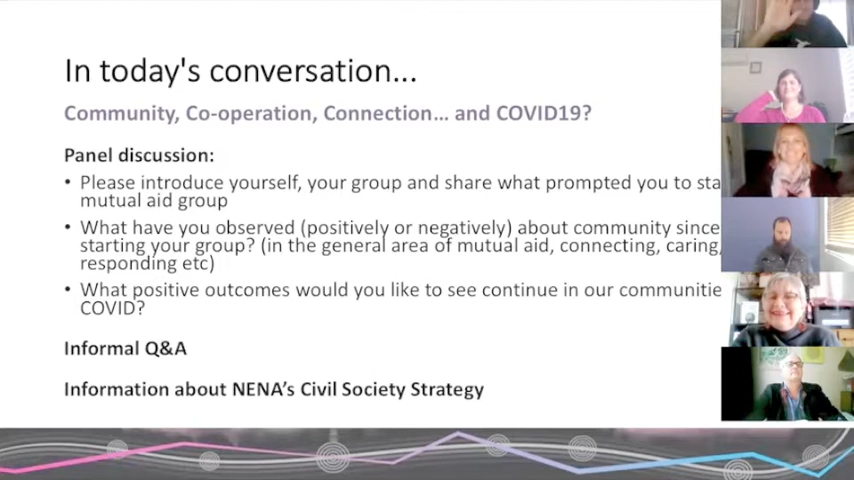 In today's conversation...
Community, Co-operation, Connection... and COVID19?
Panel discussion:
• Please introduce yourself, your group and share what prompted you to sta
mutual aid group
• What have you observed (positively or negatively) about community since
starting your group? (in the general area of mutual aid, connecting, caring,
responding etc)
• What positive outcomes would you like to see continue in our communitie
COVID?
Informal Q&A
Information about NENA’s Civil Society Strategy